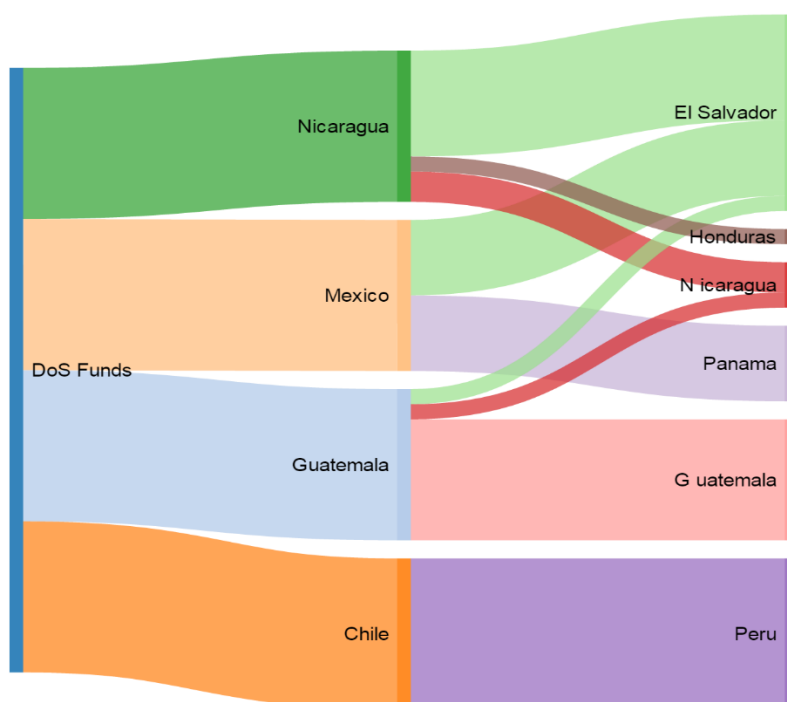 DoS Funds
Nicaragua
Mexico
Guatemala
Chile
El Salvador
Honduras
N icaragua
Panama
G uatemala
Peru